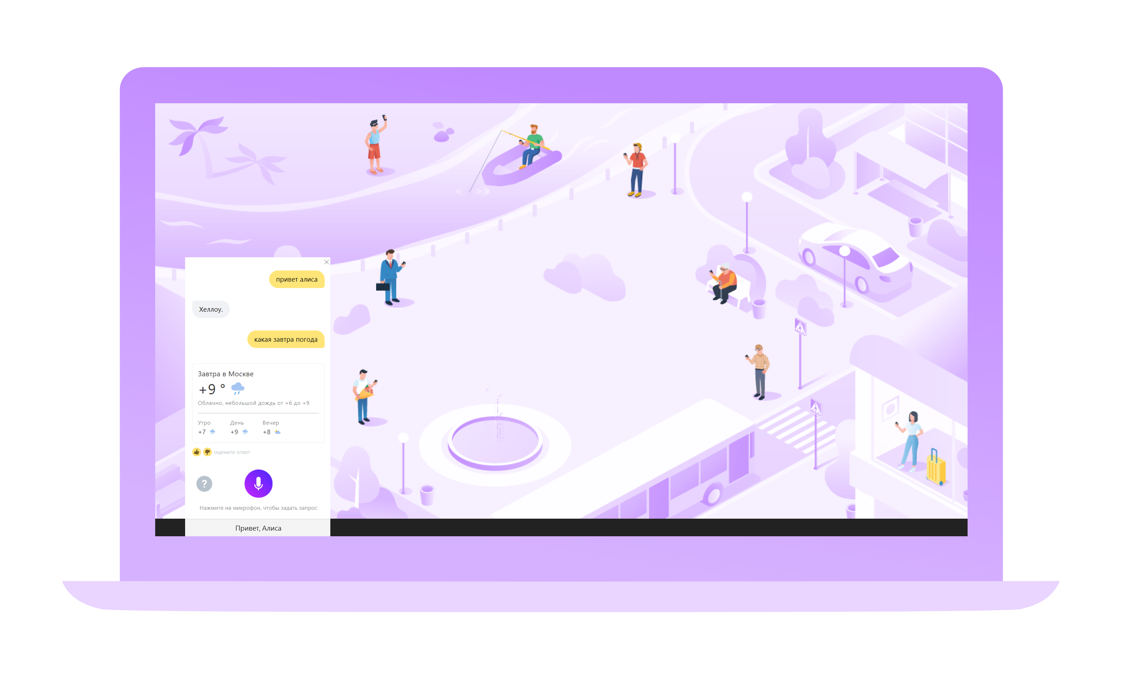 привет алиса
Хеллоу.
какая завтра погода
Завтра в Москве
+9 °
Облачно, небольшой дождь от +6 до +9
Утро День Вечер
+7 +9 +8
оцените ответ
?
Нажмите на микрофон, чтобы задать запрос.
Привет, Алиса